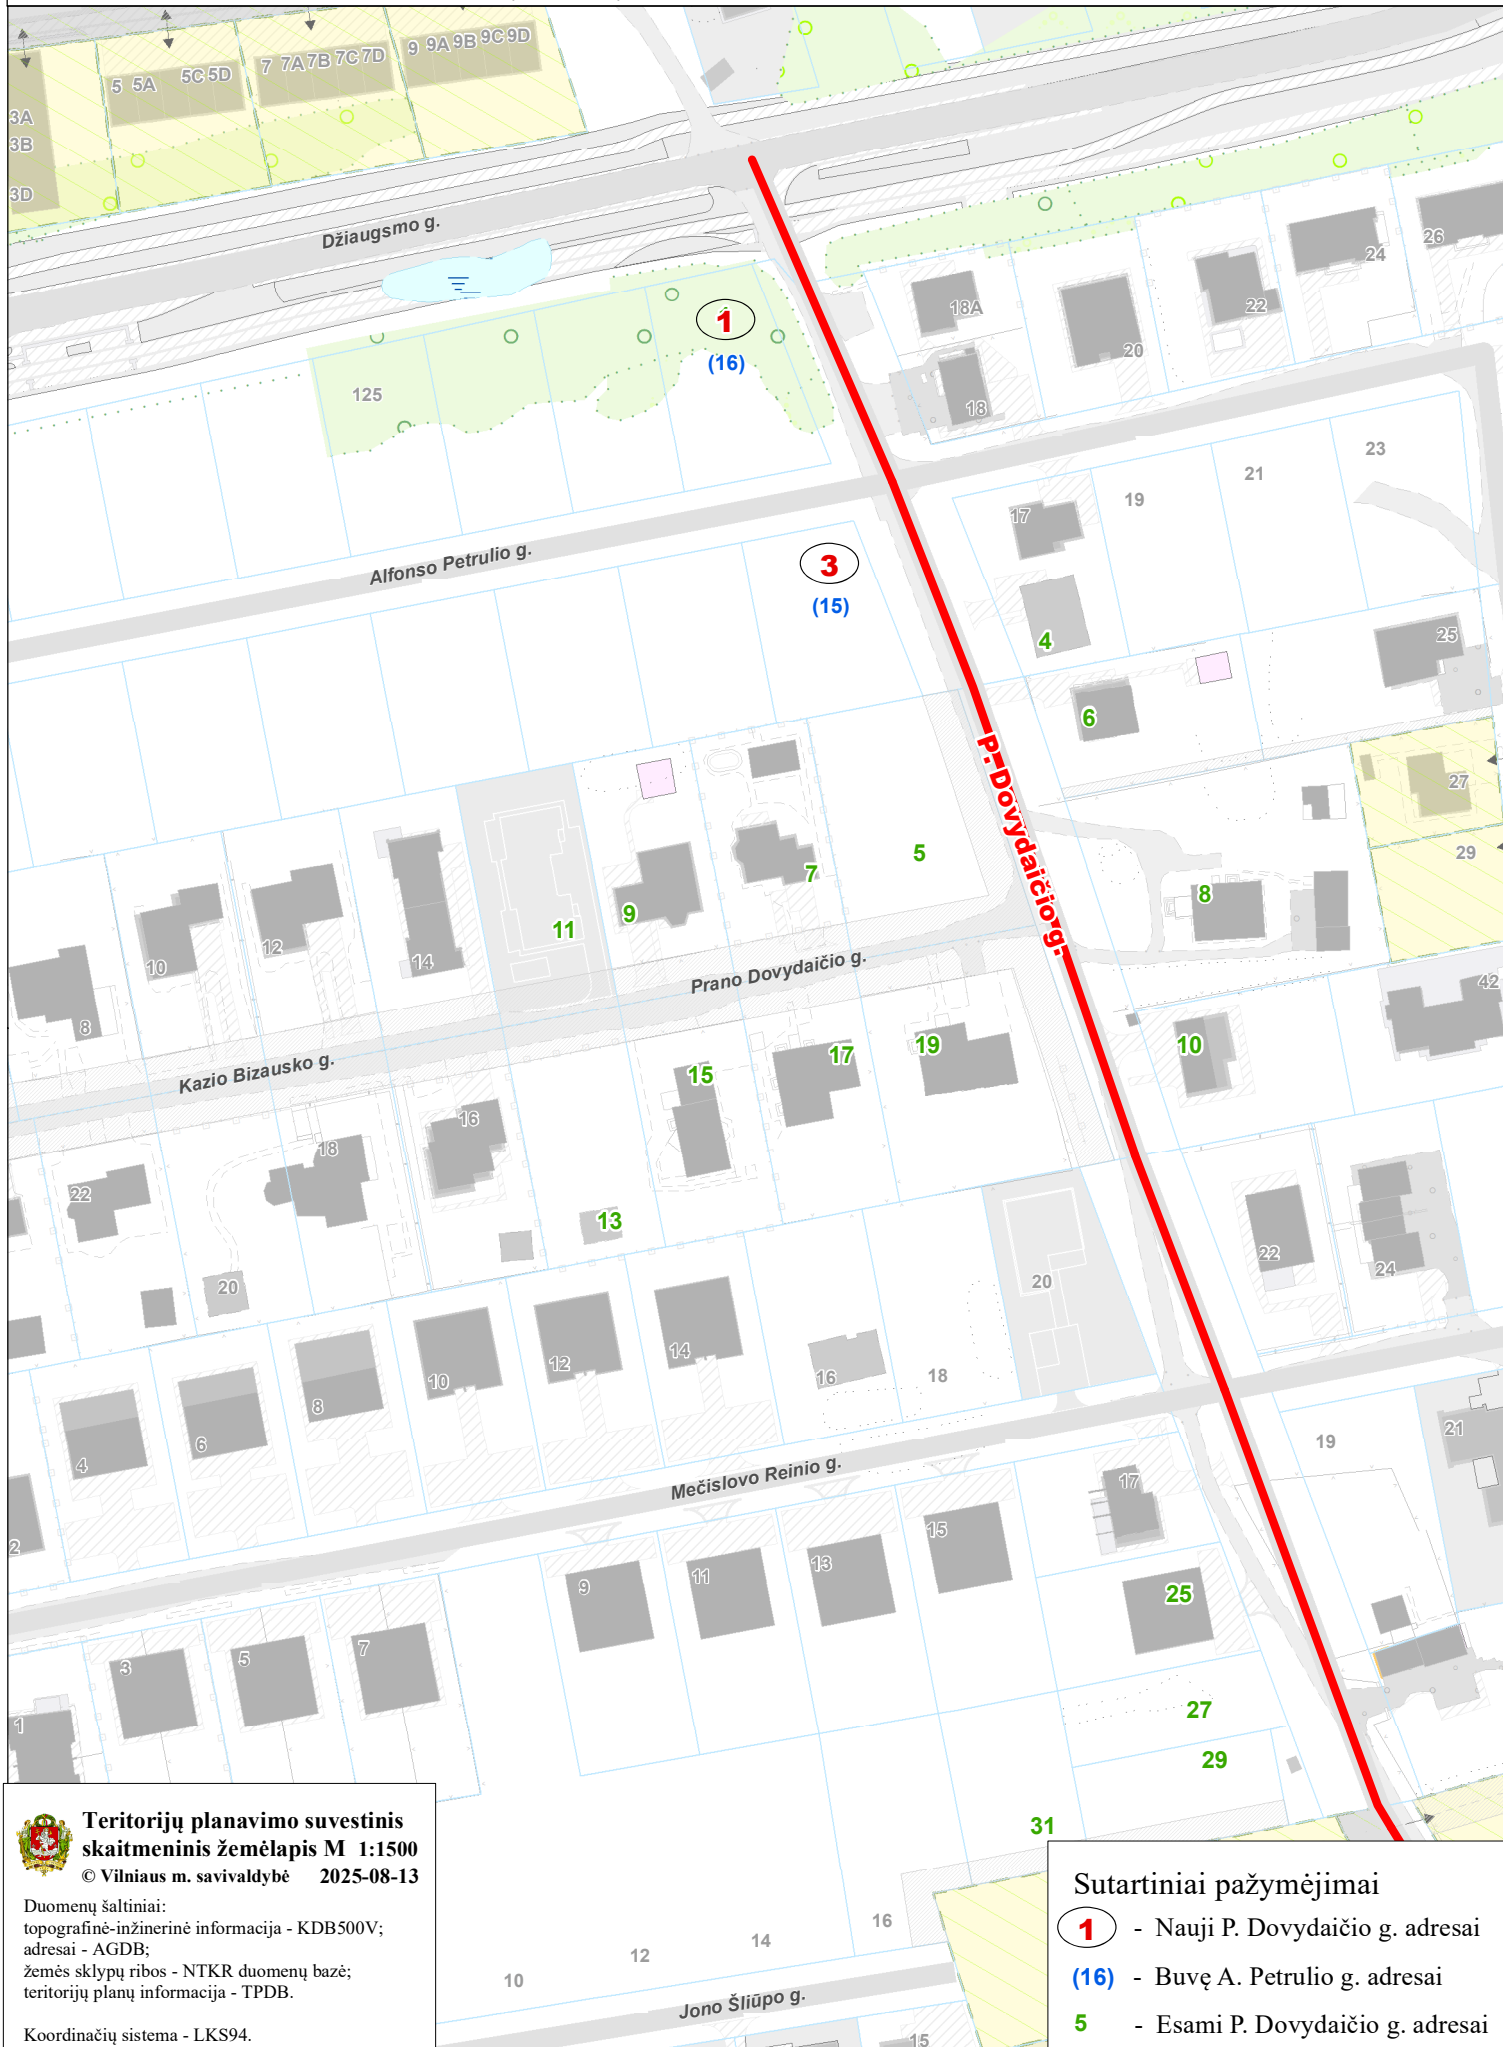 9 9A 9B 9C 9D
7 7A 7B 7C 7D
5 5A 5C 5D
3A
3B
3D
Džiaugsmo g.
26
24
22
18A
20
18
1
(16)
125
23
21
19
17
Alfonso Petrulio g.
3
(15)
4
25
6
P. Dovydaičio g.
27
29
5
7
8
9
11
10
12
14
8
Prano Dovydaičio g.
42
Kazio Bizausko g.
10
17
19
15
16
18
22
13
20
20
22
24
14
12
10
16
18
8
6
4
2
19
21
Mečislovo Reinio g.
17
15
13
11
9
25
7
5
3
1
27
29
31
16
14
12
10
Jono Šliūpo g.
15
Teritorijų planavimo suvestinis
skaitmeninis žemėlapis M 1:1500
© Vilniaus m. savivaldybė 2025-08-13
Duomenų šaltiniai:
topografinė-inžinerinė informacija - KDB500V;
adresai - AGDB;
žemės sklypų ribos - NTKR duomenų bazė;
teritorijų planų informacija - TPDB.
Koordinačių sistema - LKS94.
Sutartiniai pažymėjimai
1 - Nauji P. Dovydaičio g. adresai
(16) - Buvę A. Petrulio g. adresai
5 - Esami P. Dovydaičio g. adresai